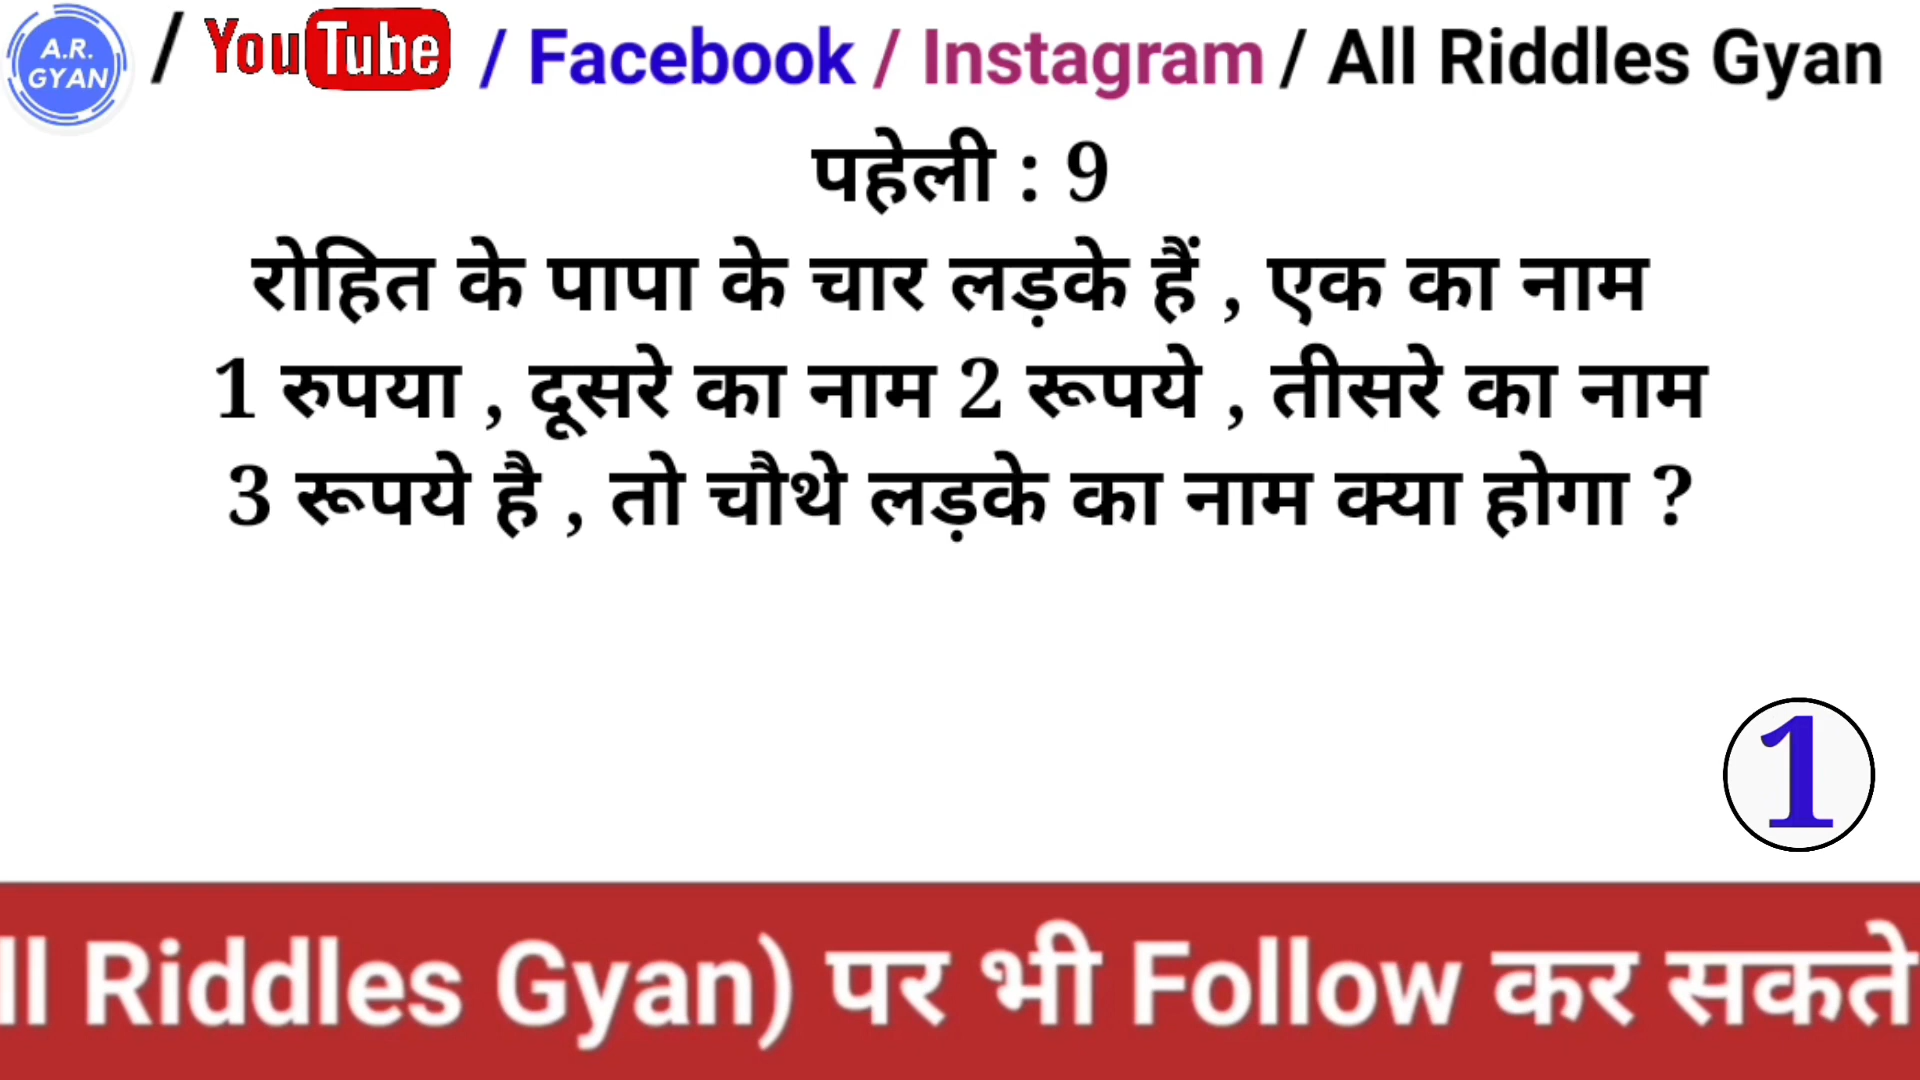 A.R.
GYAN
/ YouTube / Facebook / Instagram / All Riddles Gyan
पहेली : 9
रोहित के पापा के चार लड़के हैं , एक का नाम
1 रुपया , दूसरे का नाम 2 रूपये , तीसरे का नाम
3 रूपये है , तो चौथे लड़के का नाम क्या होगा ?
1
ll Riddles Gyan) पर भी Follow कर सकते